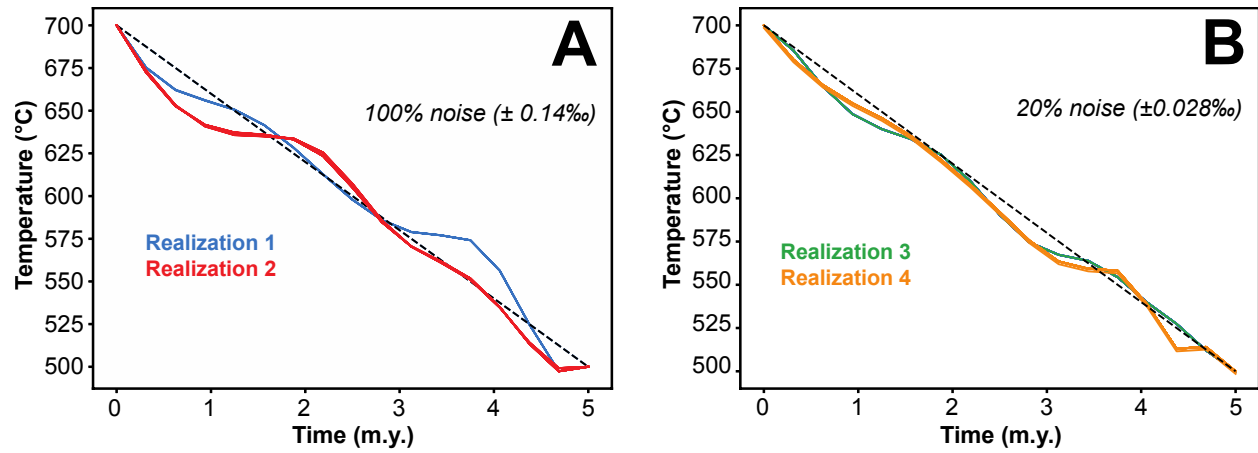 A
700
675
650
625
600
575
550
525
500
Temperature (°C)
100% noise (± 0.14‰)
Realization 1
Realization 2
0 1 2 3 4 5
Time (m.y.)
B
700
675
650
625
600
575
550
525
500
Temperature (°C)
20% noise (±0.028‰)
Realization 3
Realization 4
0 1 2 3 4 5
Time (m.y.)